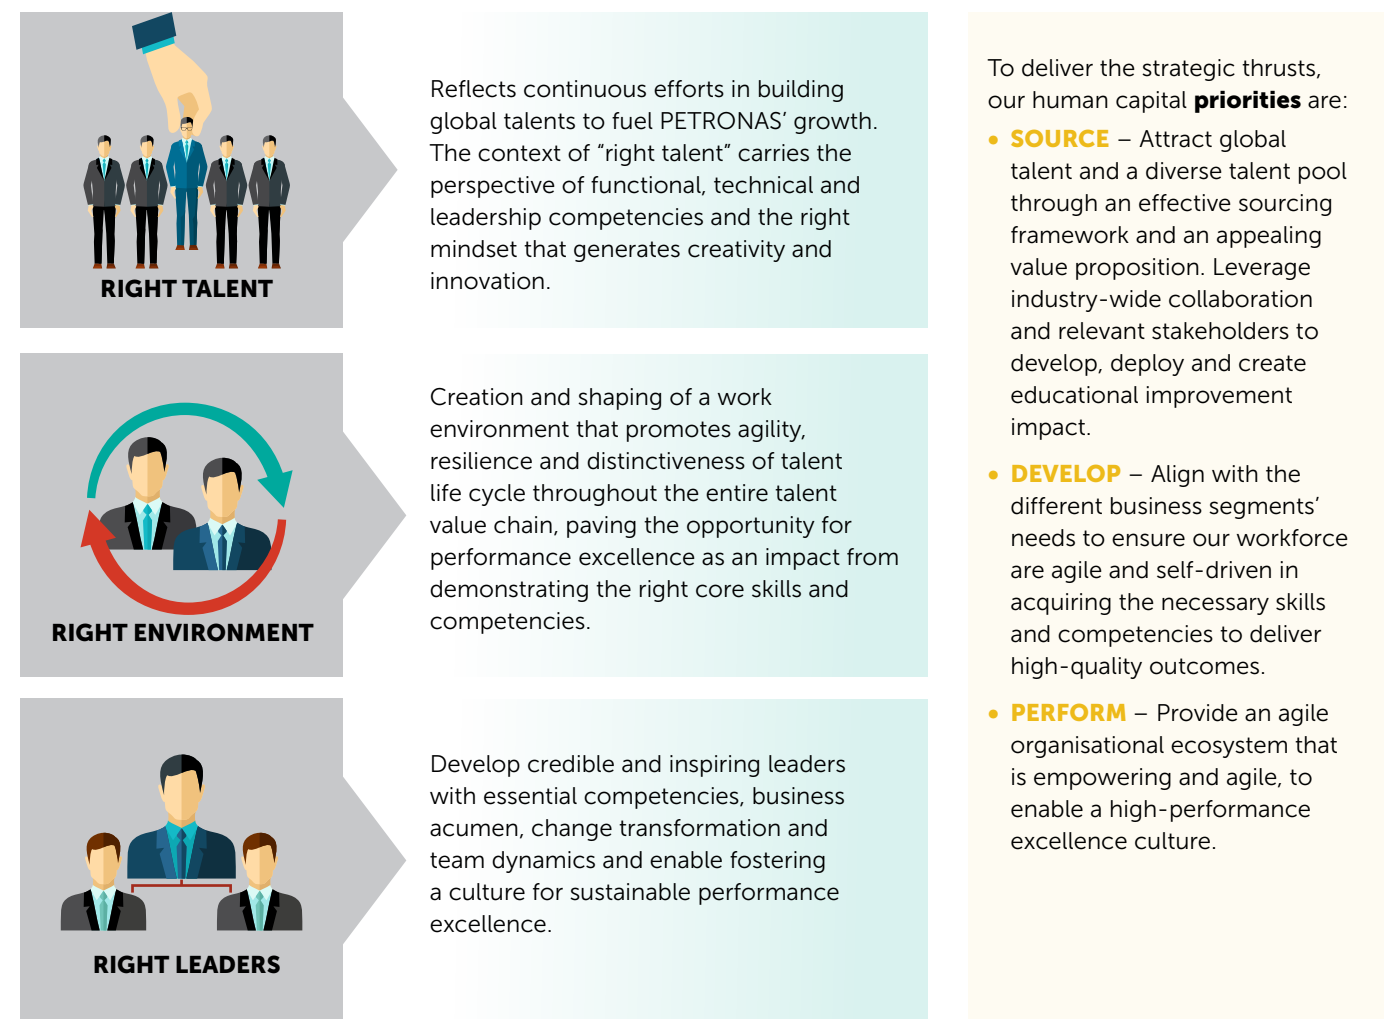 RIGHT TALENT
Reflects continuous efforts in building
global talents to fuel PETRONAS’ growth.
The context of “right talent” carries the
perspective of functional, technical and
leadership competencies and the right
mindset that generates creativity and
innovation.
RIGHT ENVIRONMENT
Creation and shaping of a work
environment that promotes agility,
resilience and distinctiveness of talent
life cycle throughout the entire talent
value chain, paving the opportunity for
performance excellence as an impact from
demonstrating the right core skills and
competencies.
RIGHT LEADERS
Develop credible and inspiring leaders
with essential competencies, business
acumen, change transformation and
team dynamics and enable fostering
a culture for sustainable performance
excellence.
To deliver the strategic thrusts,
our human capital priorities are:
• SOURCE – Attract global
talent and a diverse talent pool
through an effective sourcing
framework and an appealing
value proposition. Leverage
industry-wide collaboration
and relevant stakeholders to
develop, deploy and create
educational improvement
impact.
• DEVELOP – Align with the
different business segments’
needs to ensure our workforce
are agile and self-driven in
acquiring the necessary skills
and competencies to deliver
high-quality outcomes.
• PERFORM – Provide an agile
organisational ecosystem that
is empowering and agile, to
enable a high-performance
excellence culture.